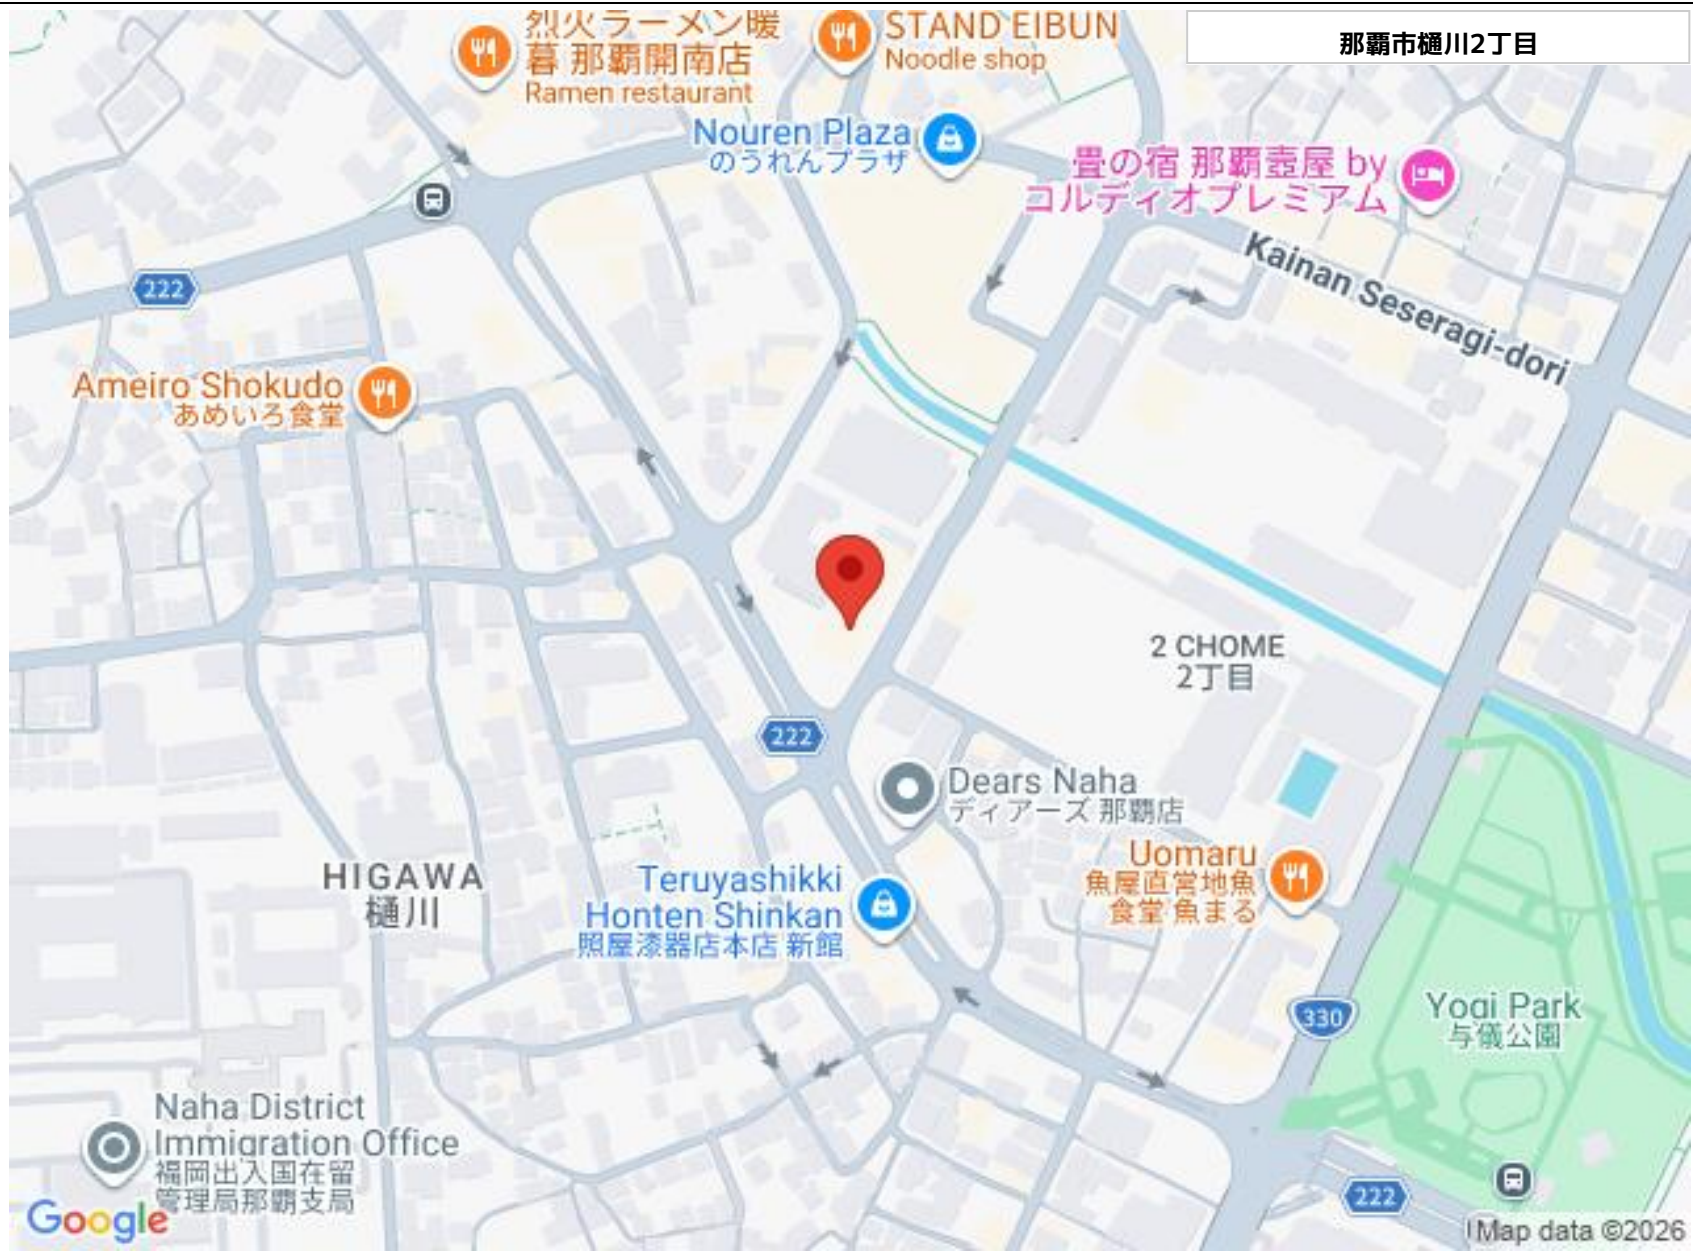 烈火ラーメン暖
暮 那覇開南店
Ramen restaurant
STAND EIBUN
Noodle shop
那覇市樋川2丁目
Nouren Plaza
のうれんプラザ
畳の宿 那覇壺屋 by
コルディオプレミアム
222
Kainan Seseragi-dori
Ameiro Shokudo
あめいろ食堂
2 CHOME
2丁目
222
Dears Naha
ディアーズ 那覇店
Uomaru
魚屋直営地魚
食堂 魚まる
HIGAWA
樋川
Teruyashikki
Honten Shinkan
照屋漆器店本店 新館
330
Yogi Park
与儀公園
Naha District
Immigration Office
福岡出入国在留
管理局那覇支局
222
Google
Map data ©2026